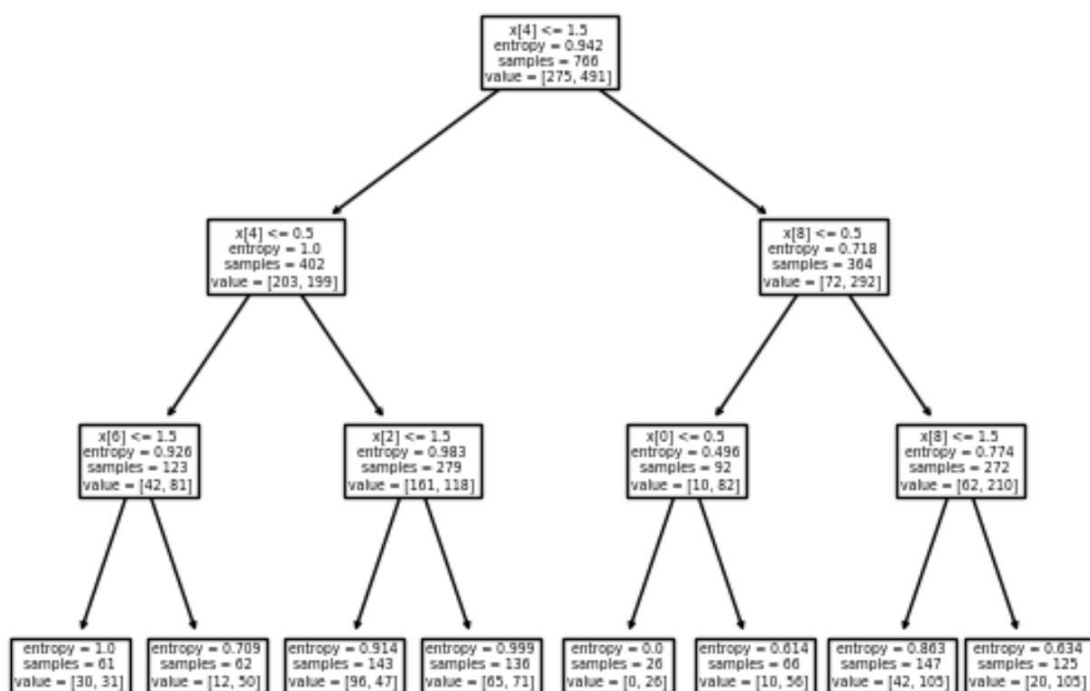 x[4] <= 1.5
entropy = 0.942
samples = 766
value = [275, 491]
x[4] <= 0.5
entropy = 1.0
samples = 402
value = [203, 199]
x[8] <= 0.5
entropy = 0.718
samples = 364
value = [72, 292]
x[6] <= 1.5
entropy = 0.926
samples = 123
value = [42, 81]
x[2] <= 1.5
entropy = 0.983
samples = 279
value = [161, 118]
x[0] <= 0.5
entropy = 0.496
samples = 92
value = [10, 82]
x[8] <= 1.5
entropy = 0.774
samples = 272
value = [62, 210]
entropy = 1.0
samples = 61
value = [30, 31]
entropy = 0.709
samples = 62
value = [12, 50]
entropy = 0.914
samples = 143
value = [96, 47]
entropy = 0.999
samples = 136
value = [65, 71]
entropy = 0.0
samples = 26
value = [0, 26]
entropy = 0.614
samples = 66
value = [10, 56]
entropy = 0.863
samples = 147
value = [42, 105]
entropy = 0.634
samples = 125
value = [20, 105]